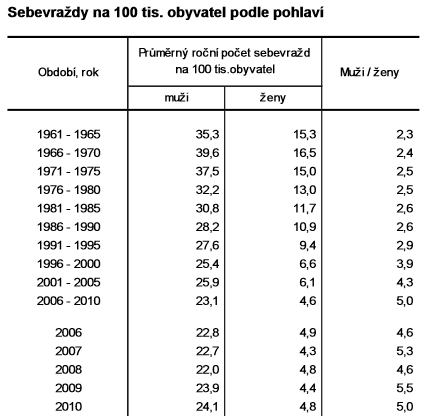 Sebevraždy na 100 tis. obyvatel podle pohlaví
Období, rok
Průměrný roční počet sebevražd
na 100 tis.obyvatel
Muži / ženy
muži ženy
1961 - 1965 35,3 15,3 2,3
1966 - 1970 39,6 16,5 2,4
1971 - 1975 37,5 15,0 2,5
1976 - 1980 32,2 13,0 2,5
1981 - 1985 30,8 11,7 2,6
1986 - 1990 28,2 10,9 2,6
1991 - 1995 27,6 9,4 2,9
1996 - 2000 25,4 6,6 3,9
2001 - 2005 25,9 6,1 4,3
2006 - 2010 23,1 4,6 5,0
2006 22,8 4,9 4,6
2007 22,7 4,3 5,3
2008 22,0 4,8 4,6
2009 23,9 4,4 5,5
2010 24,1 4,8 5,0